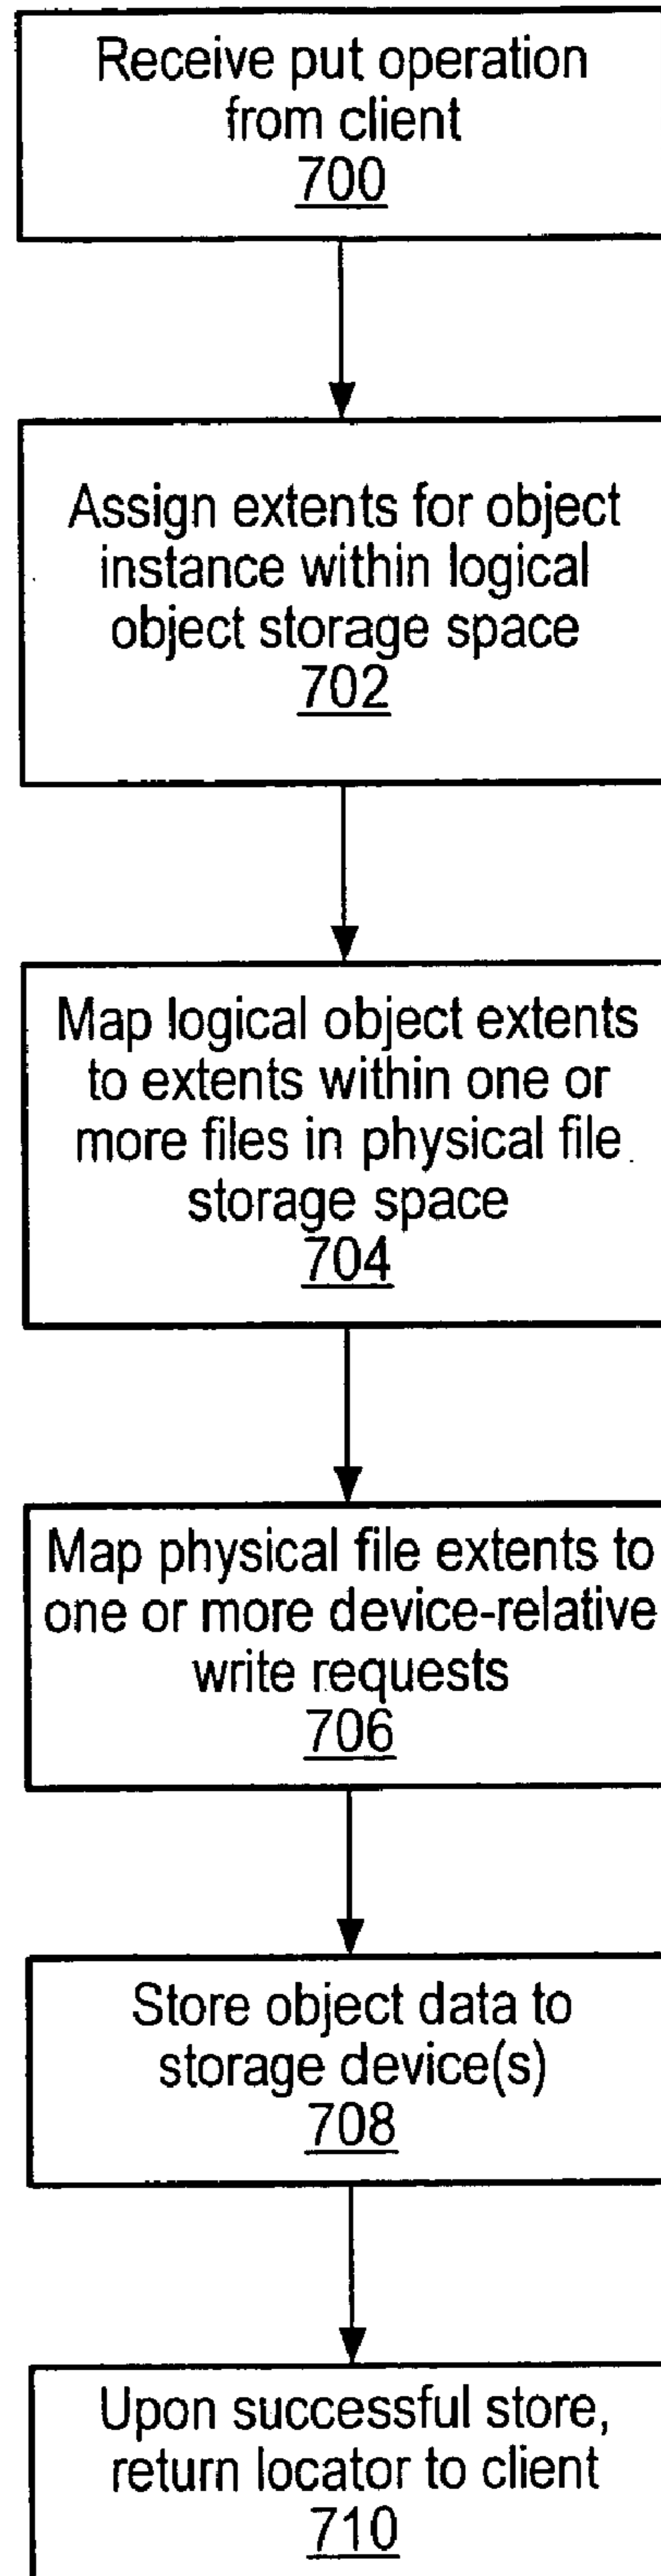 Receive put operation
from client
700
Assign extents for object
instance within logical
object storage space
702
Map logical object extents
to extents within one or
more files in physical file
storage space
704
Map physical file extents to
one or more device-relative
write requests
706
Store object data to
storage device(s)
708
Upon successful store,
return locator to client
710